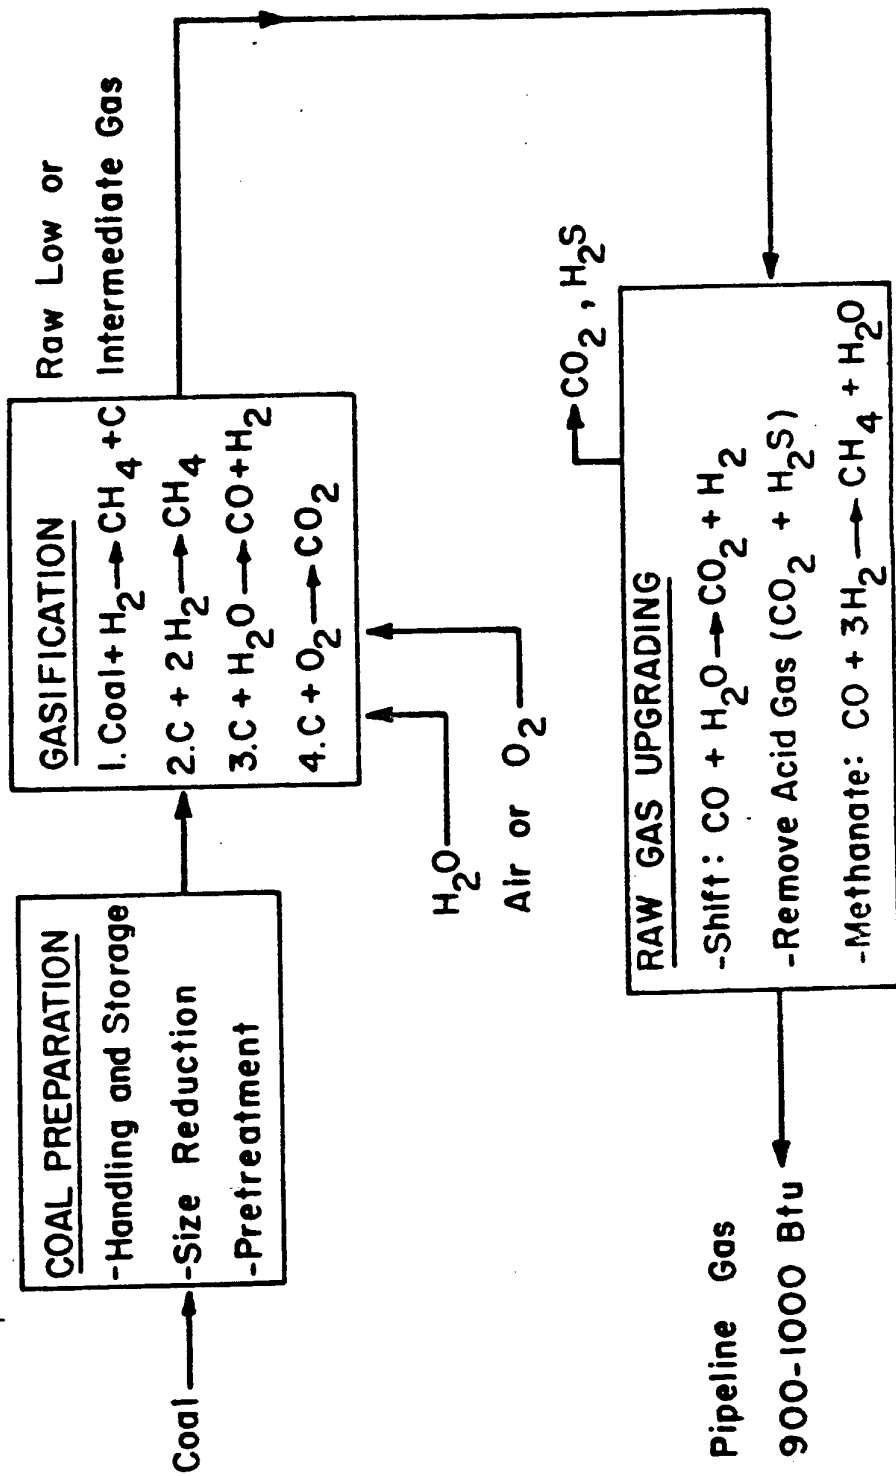 Coal
COAL PREPARATION
-Handling and Storage
-Size Reduction
-Pretreatment
GASIFICATION
1. Coal + H2 → CH4 + C
2. C + 2H2 → CH4
3. C + H2O → CO + H2
4. C + O2 → CO2
H2O
Air or O2
Raw Low or
Intermediate Gas
CO2 , H2S
RAW GAS UPGRADING
-Shift: CO + H2O → CO2 + H2
-Remove Acid Gas (CO2 + H2S)
-Methanate: CO + 3H2 → CH4 + H2O
Pipeline Gas
900-1000 Btu